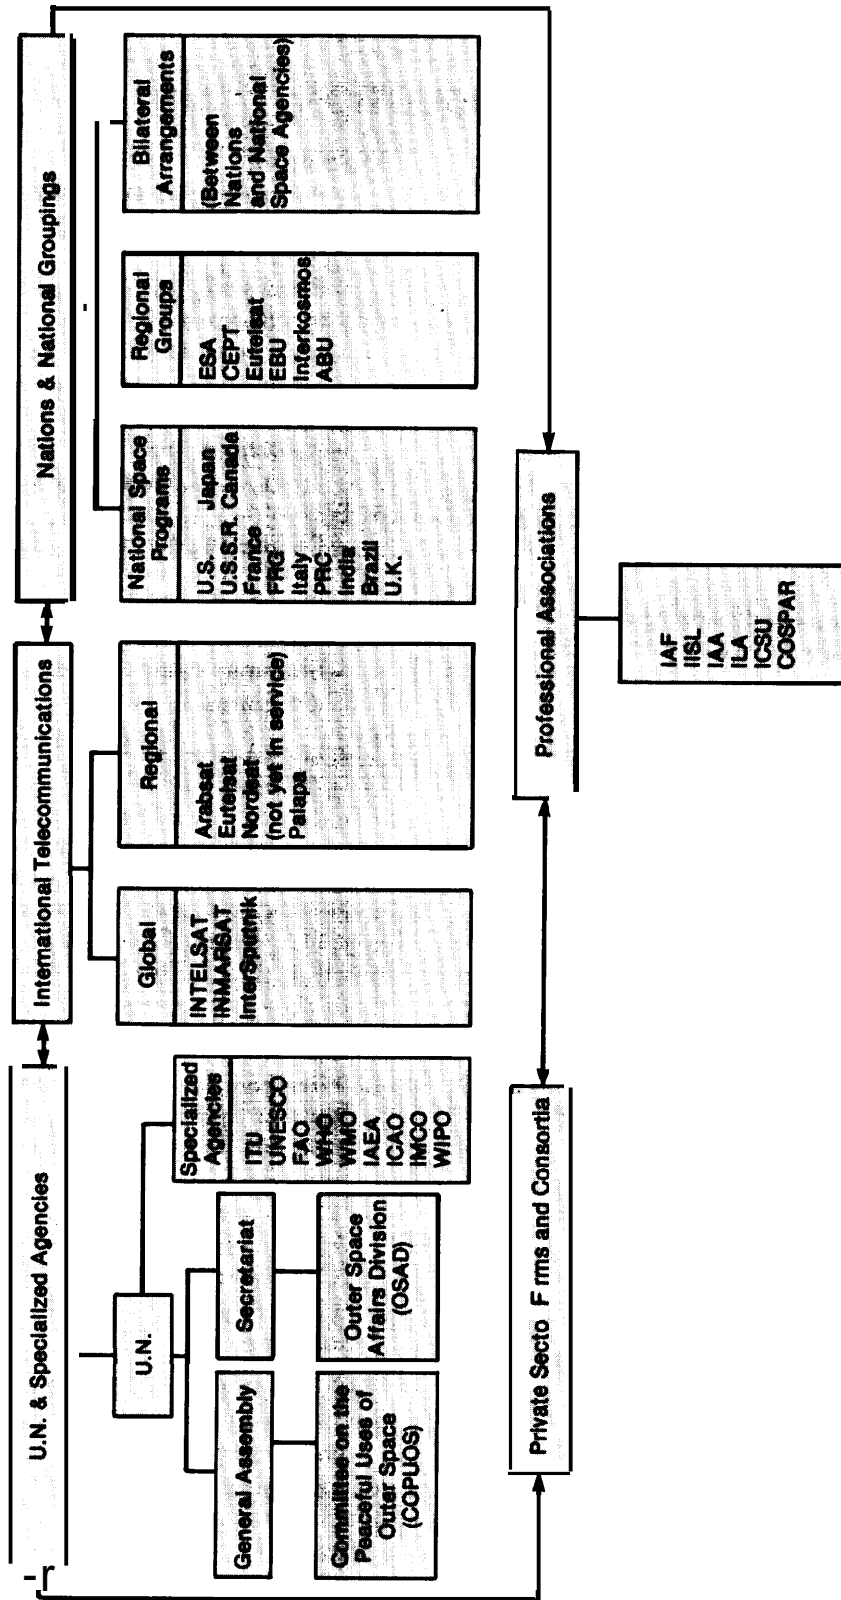 U.N. & Specialized Agencies
U.N.
General Assembly
Committee on the
Peaceful Uses of
Outer Space
(COPUOS)
Secretariat
Outer Space
Affairs Division
(OSAD)
Specialized
Agencies
ITU
UNESCO
FAO
WHO
WMO
IAEA
ICAO
IMCO
WIPO
International Telecommunications
Global
INTELSAT
INMARSAT
InterSputnik
Regional
Arabsat
Eutelsat
Nordsat
(not yet in service)
Palapa
Nations & National Groupings
National Space
Programs
U.S. Japan
U.S.S.R. Canada
France
FRG
Italy
PRC
India
Brazil
U.K.
Regional
Groups
ESA
CEPT
Eutelsat
EBU
Interkosmos
ABU
Bilateral
Arrangements
(Between
Nations
and National
Space Agencies)
Private Secto F rms and Consortia
Professional Associations
IAF
IISL
IAA
ILA
ICSU
COSPAR